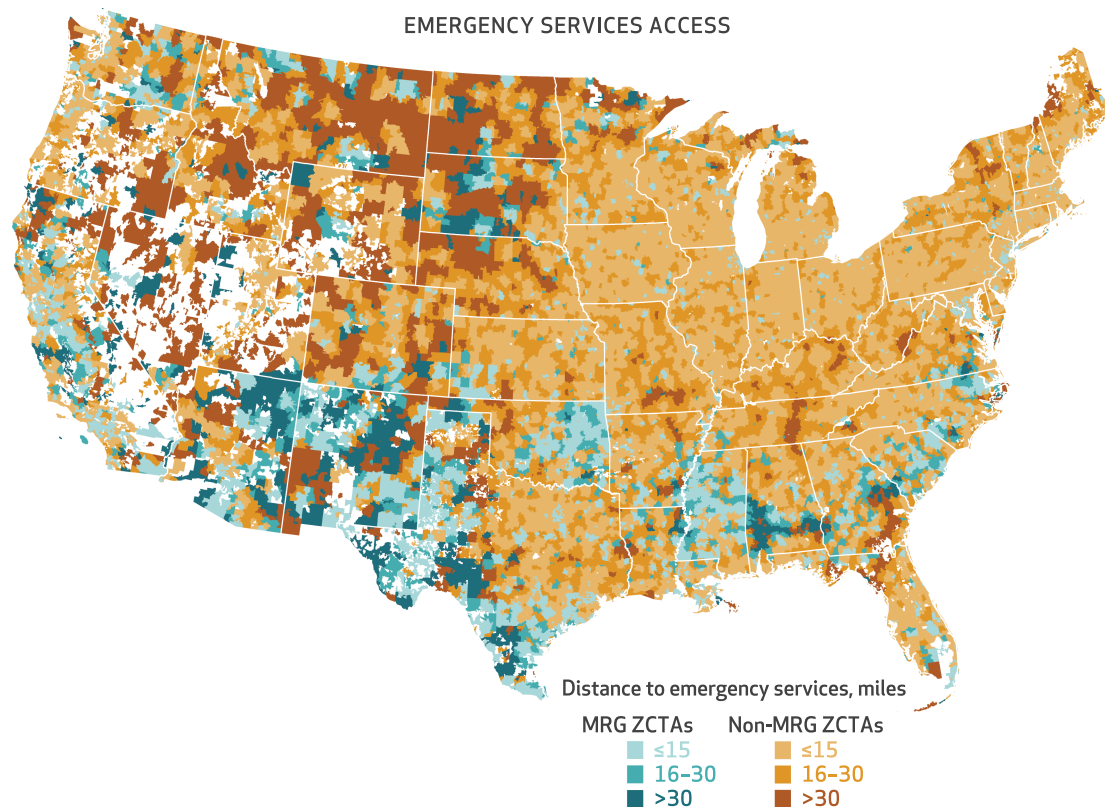 EMERGENCY SERVICES ACCESS
Distance to emergency services, miles
MRG ZCTAs Non-MRG ZCTAs
≤15 ≤15
16–30 16–30
>30 >30